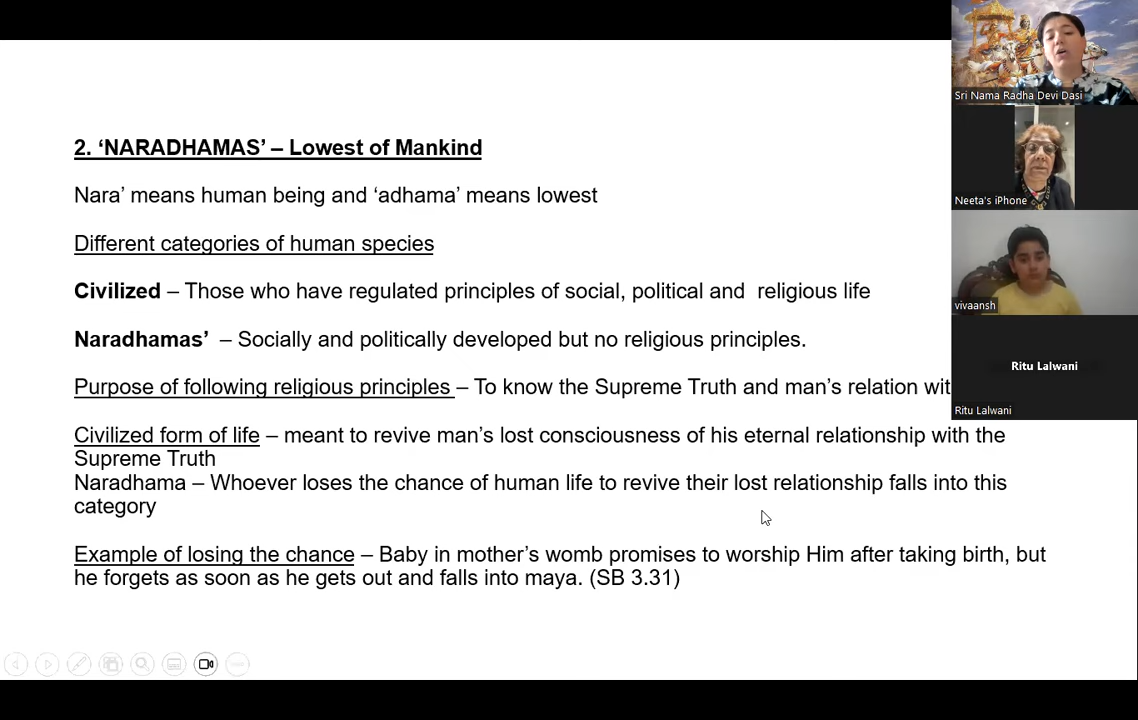 2. ‘NARADHAMAS’ – Lowest of Mankind
Nara’ means human being and ‘adhama’ means lowest
Different categories of human species
Civilized – Those who have regulated principles of social, political and religious life
Naradhamas’ – Socially and politically developed but no religious principles.
Purpose of following religious principles – To know the Supreme Truth and man’s relation
Civilized form of life – meant to revive man’s lost consciousness of his eternal relationship with the
Supreme Truth
Naradhama – Whoever loses the chance of human life to revive their lost relationship falls into this
category
Example of losing the chance – Baby in mother’s womb promises to worship Him after taking birth, but
he forgets as soon as he gets out and falls into maya. (SB 3.31)
Sri Nama Radha Devi Dasi
Neeta's iPhone
vivaansh
Ritu Lalwani
Ritu Lalwani